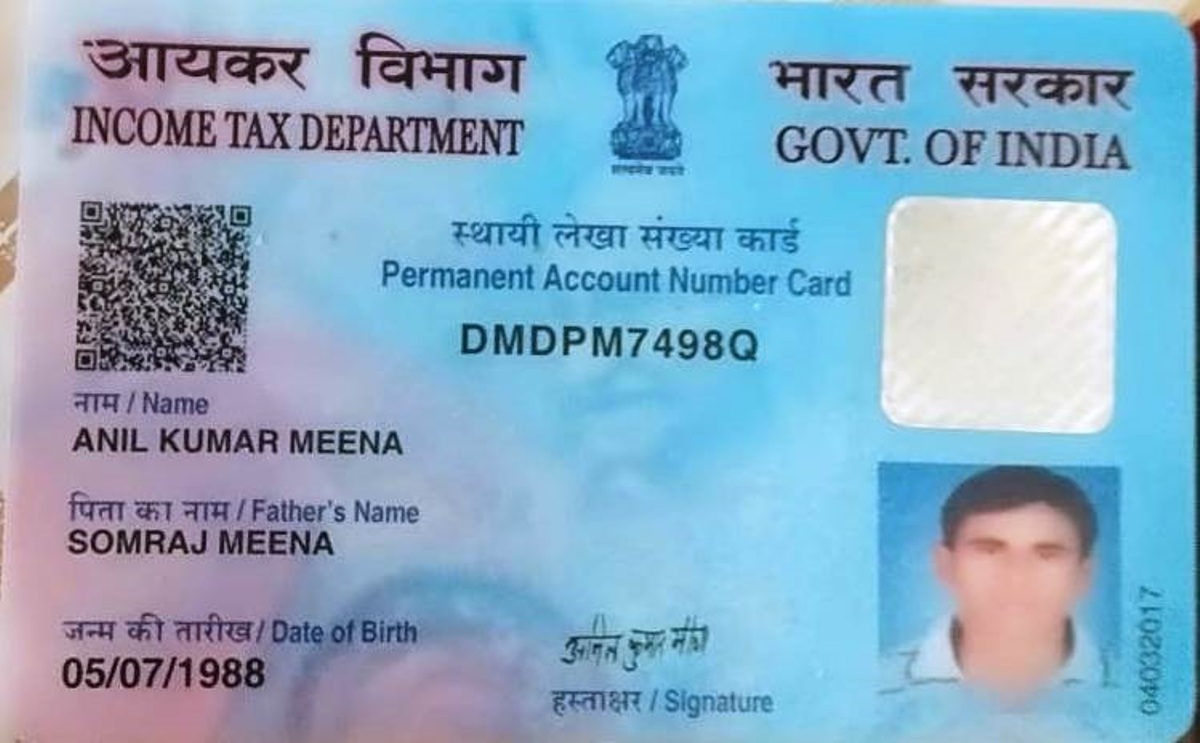 आयकर विभाग
INCOME TAX DEPARTMENT
भारत सरकार
GOVT. OF INDIA
सत्यमेव जयते
स्थायी लेखा संख्या कार्ड
Permanent Account Number Card
DMDPM7498Q
नाम / Name
ANIL KUMAR MEENA
पिता का नाम / Father's Name
SOMRAJ MEENA
जन्म की तारीख / Date of Birth
05/07/1988
अनिल कुमार मीणा
हस्ताक्षर / Signature
04032017